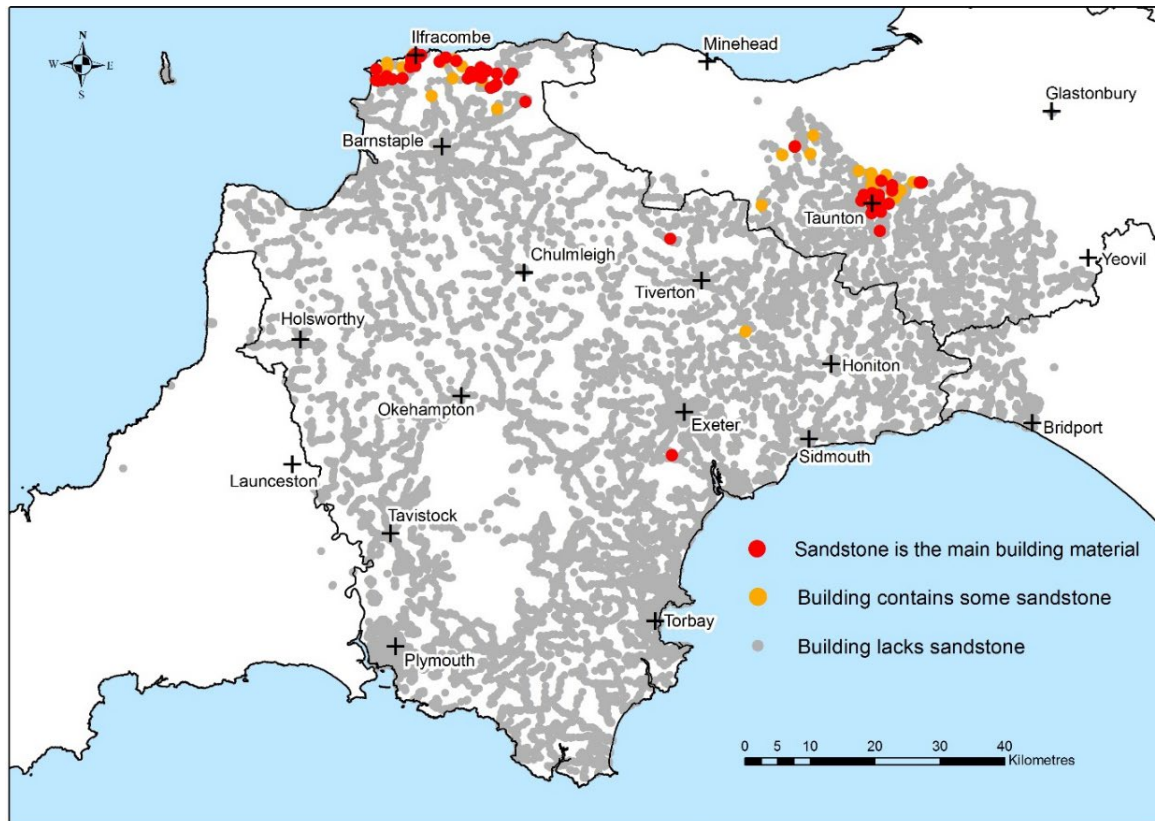 Ilfracombe
Minehead
N
W E
S
Glastonbury
Barnstaple
Taunton
Yeovil
Chulmleigh
Tiverton
Holsworthy
Honiton
Okehampton
Exeter
Bridport
Sidmouth
Launceston
Tavistock
Sandstone is the main building material
Building contains some sandstone
Torbay
Building lacks sandstone
Plymouth
0 5 10 20 30 40
Kilometres